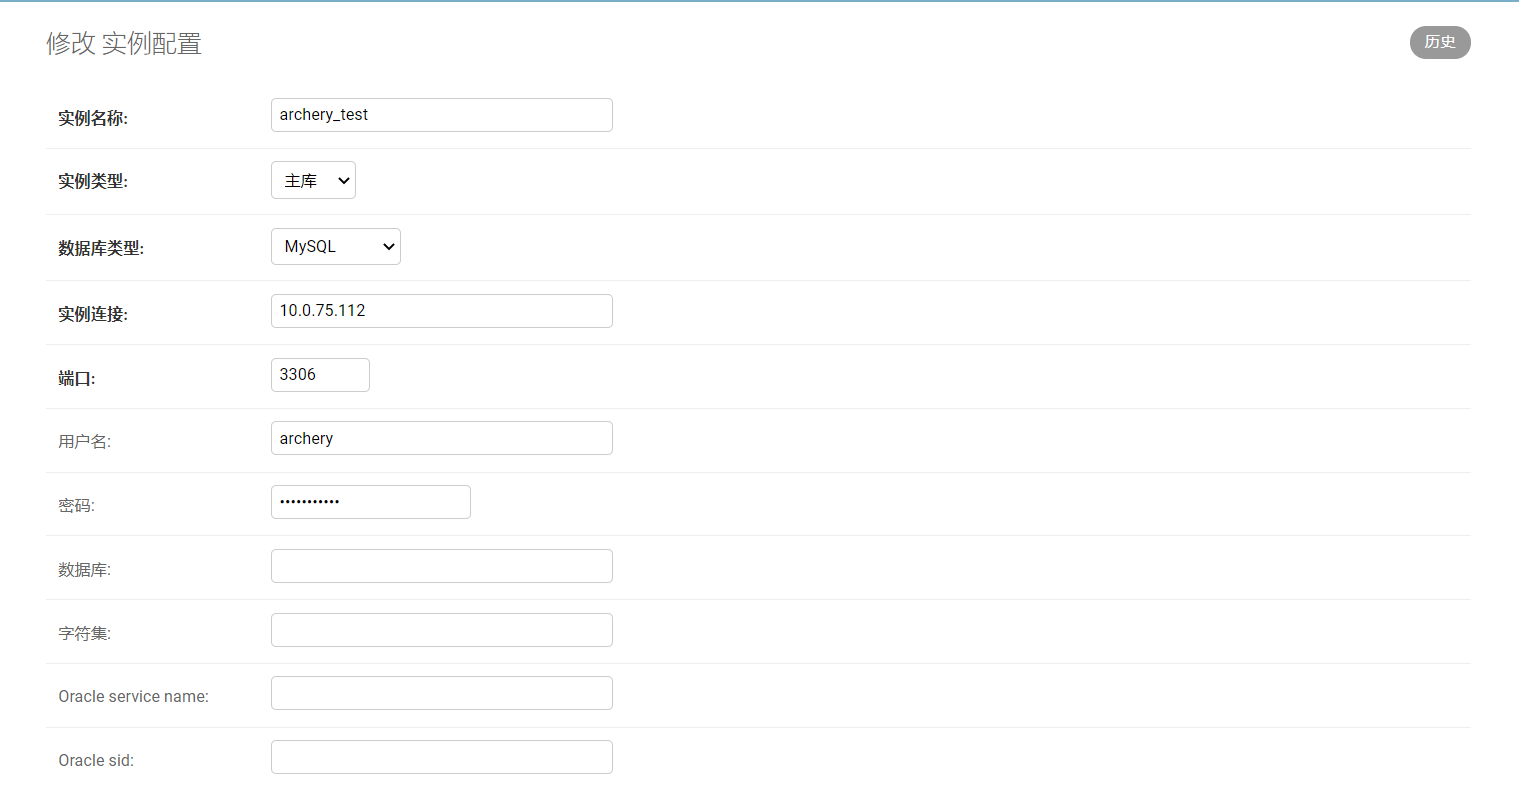 修改 实例配置
历史
实例名称: archery_test
实例类型: 主库
数据库类型: MySQL
实例连接: 10.0.75.112
端口: 3306
用户名: archery
密码: •••••••••••
数据库:
字符集:
Oracle service name:
Oracle sid: